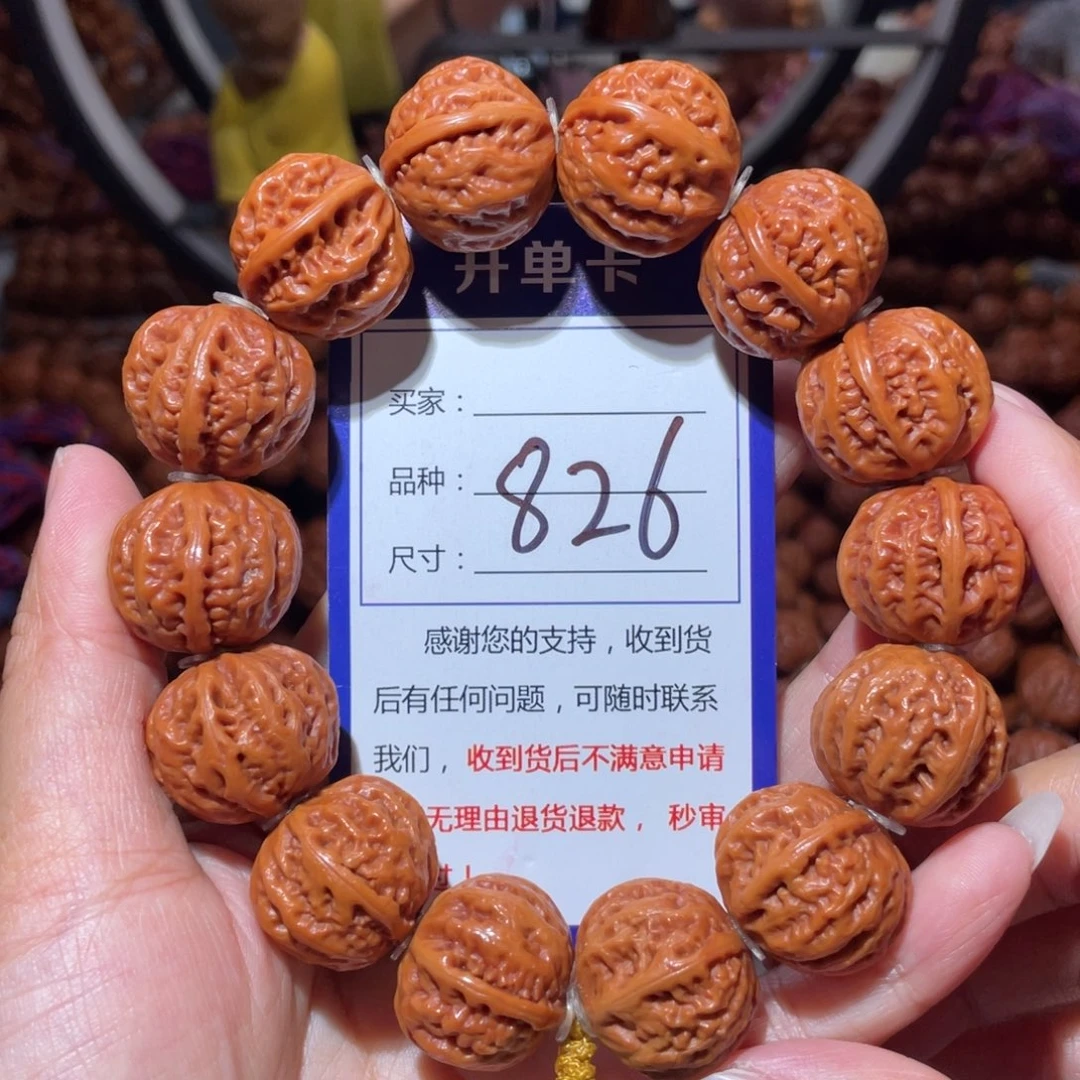 开单卡
买家：
品种：
826
尺寸：
感谢您的支持，收到货
后有任何问题，可随时联系
我们，收到货后不满意申请
无理由退货退款，秒审
过！